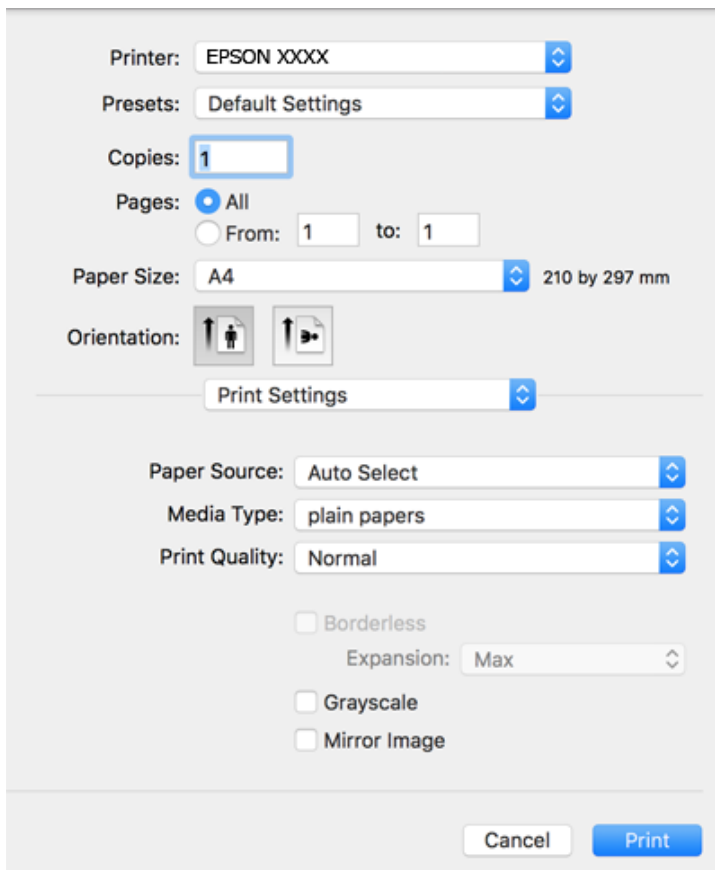 Printer: EPSON XXXX
Presets: Default Settings
Copies: 1
Pages: All
From: 1 to: 1
Paper Size: A4 210 by 297 mm
Orientation:
Print Settings
Paper Source: Auto Select
Media Type: plain papers
Print Quality: Normal
Borderless
Expansion: Max
Grayscale
Mirror Image
Cancel Print